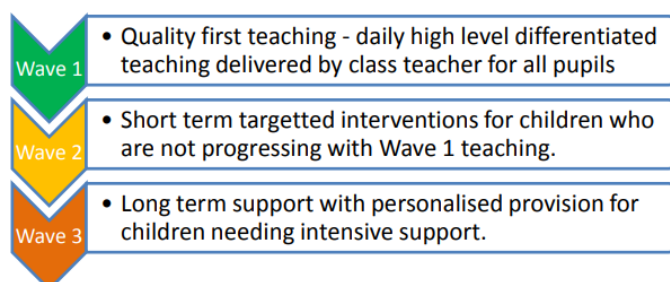 Wave 1
• Quality first teaching - daily high level differentiated
teaching delivered by class teacher for all pupils
Wave 2
• Short term targetted interventions for children who
are not progressing with Wave 1 teaching.
Wave 3
• Long term support with personalised provision for
children needing intensive support.